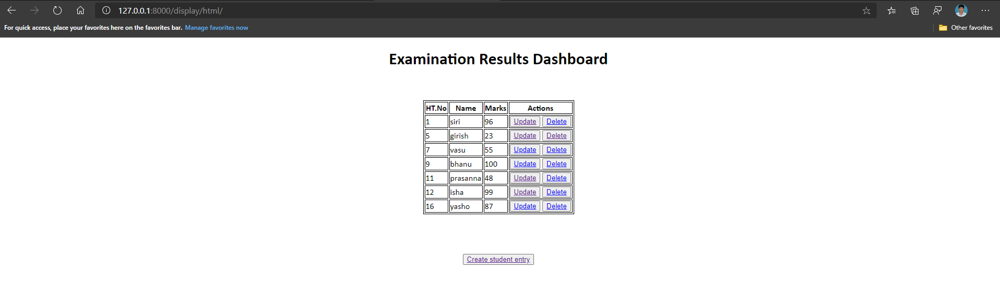 127.0.0.1:8000/display/html/
For quick access, place your favorites here on the favorites bar. Manage favorites now
Other favorites
Examination Results Dashboard
HT.No Name Marks Actions
1 siri 96 Update Delete
5 girish 23 Update Delete
7 vasu 55 Update Delete
9 bhanu 100 Update Delete
11 prasanna 48 Update Delete
12 isha 99 Update Delete
16 yasho 87 Update Delete
Create student entry